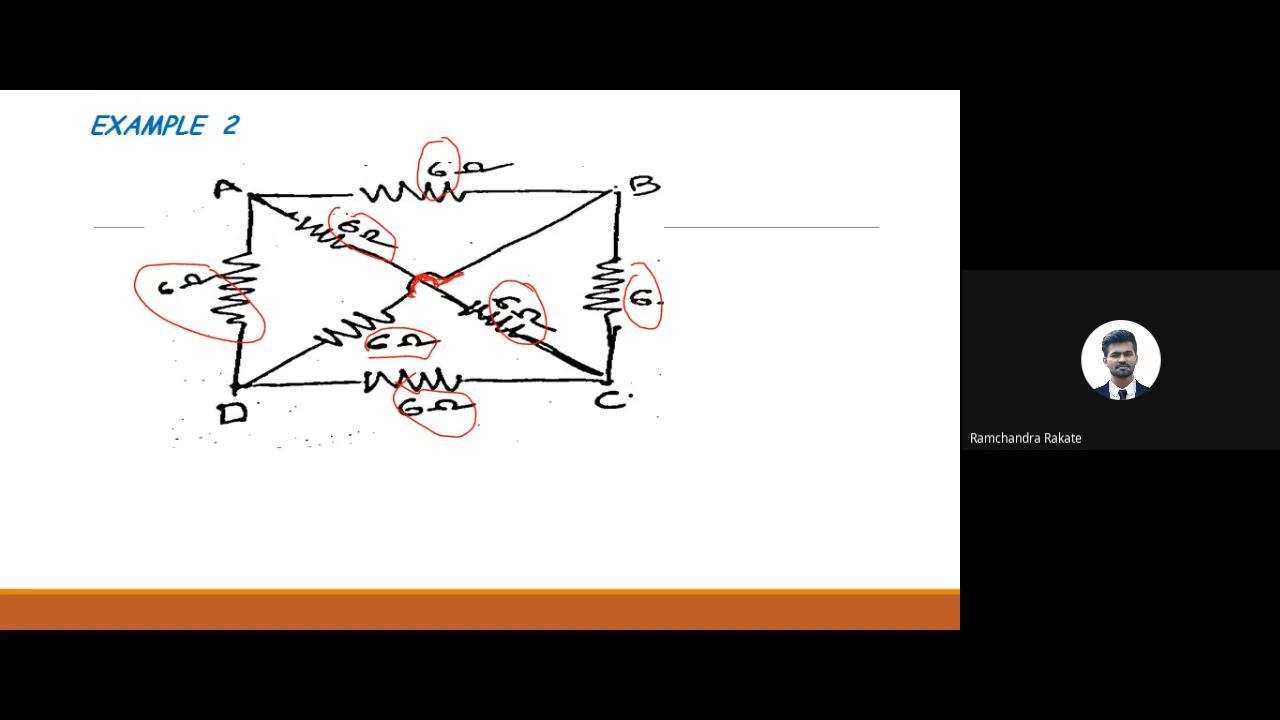 EXAMPLE 2
6Ω
A
B
6Ω
6Ω
6Ω
6
6Ω
6Ω
D
C
Ramchandra Rakate